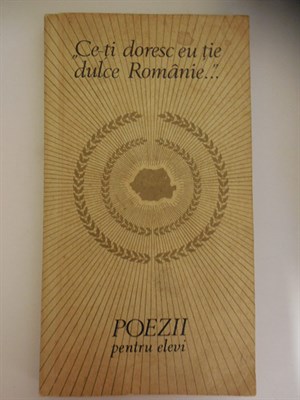 „Ce-ți doresc eu ție
dulce Românie...”.
POEZII
pentru elevi